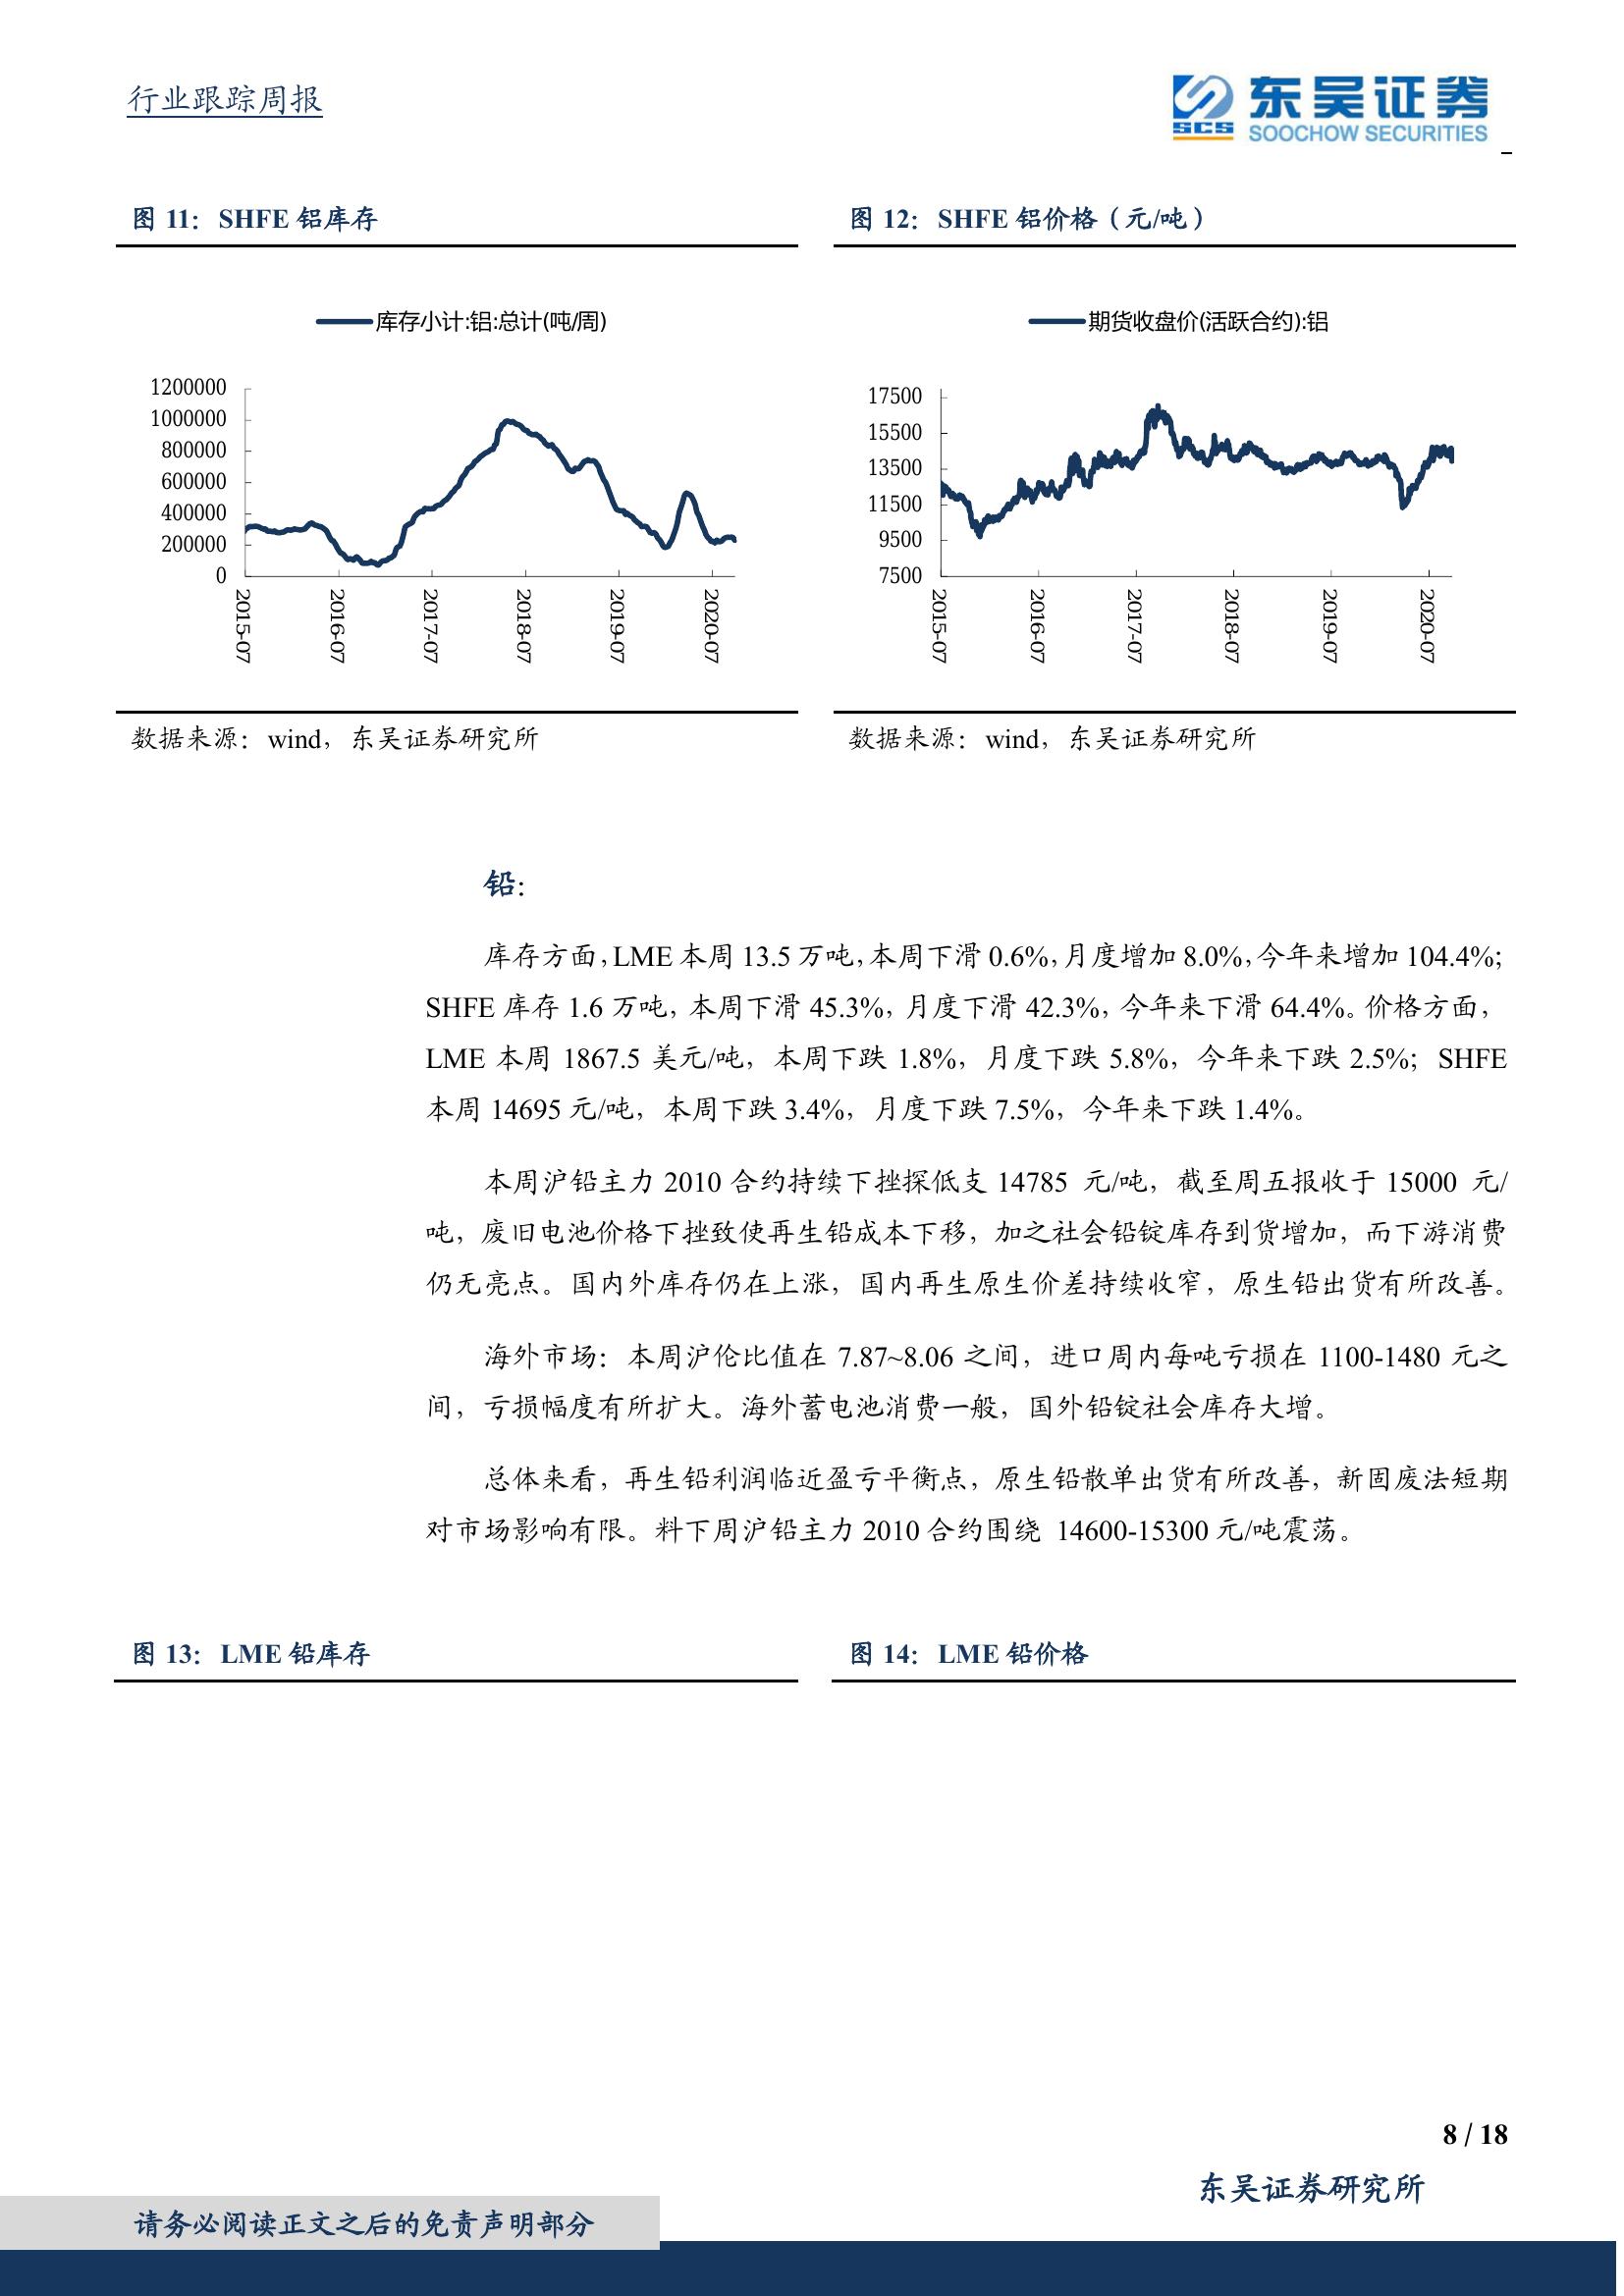 行业跟踪周报
SCS
东吴证券
SOOCHOW SECURITIES
图 11： SHFE 铝库存
图 12： SHFE 铝价格（元/吨）
库存小计:铝:总计(吨/周)
1200000
1000000
800000
600000
400000
200000
0
2015-07
2016-07
2017-07
2018-07
2019-07
2020-07
期货收盘价(活跃合约):铝
17500
15500
13500
11500
9500
7500
2015-07
2016-07
2017-07
2018-07
2019-07
2020-07
数据来源：wind，东吴证券研究所
数据来源：wind，东吴证券研究所
铅：
库存方面，LME 本周 13.5 万吨，本周下滑 0.6%，月度增加 8.0%，今年来增加 104.4%；
SHFE 库存 1.6 万吨，本周下滑 45.3%，月度下滑 42.3%，今年来下滑 64.4%。价格方面，
LME 本周 1867.5 美元/吨，本周下跌 1.8%，月度下跌 5.8%，今年来下跌 2.5%；SHFE
本周 14695 元/吨，本周下跌 3.4%，月度下跌 7.5%，今年来下跌 1.4%。
本周沪铅主力 2010 合约持续下挫探低支 14785 元/吨，截至周五报收于 15000 元/
吨，废旧电池价格下挫致使再生铅成本下移，加之社会铅锭库存到货增加，而下游消费
仍无亮点。国内外库存仍在上涨，国内再生原生价差持续收窄，原生铅出货有所改善。
海外市场：本周沪伦比值在 7.87~8.06 之间，进口周内每吨亏损在 1100-1480 元之
间，亏损幅度有所扩大。海外蓄电池消费一般，国外铅锭社会库存大增。
总体来看，再生铅利润临近盈亏平衡点，原生铅散单出货有所改善，新固废法短期
对市场影响有限。料下周沪铅主力 2010 合约围绕 14600-15300 元/吨震荡。
图 13： LME 铅库存
图 14： LME 铅价格
8 / 18
东吴证券研究所
请务必阅读正文之后的免责声明部分